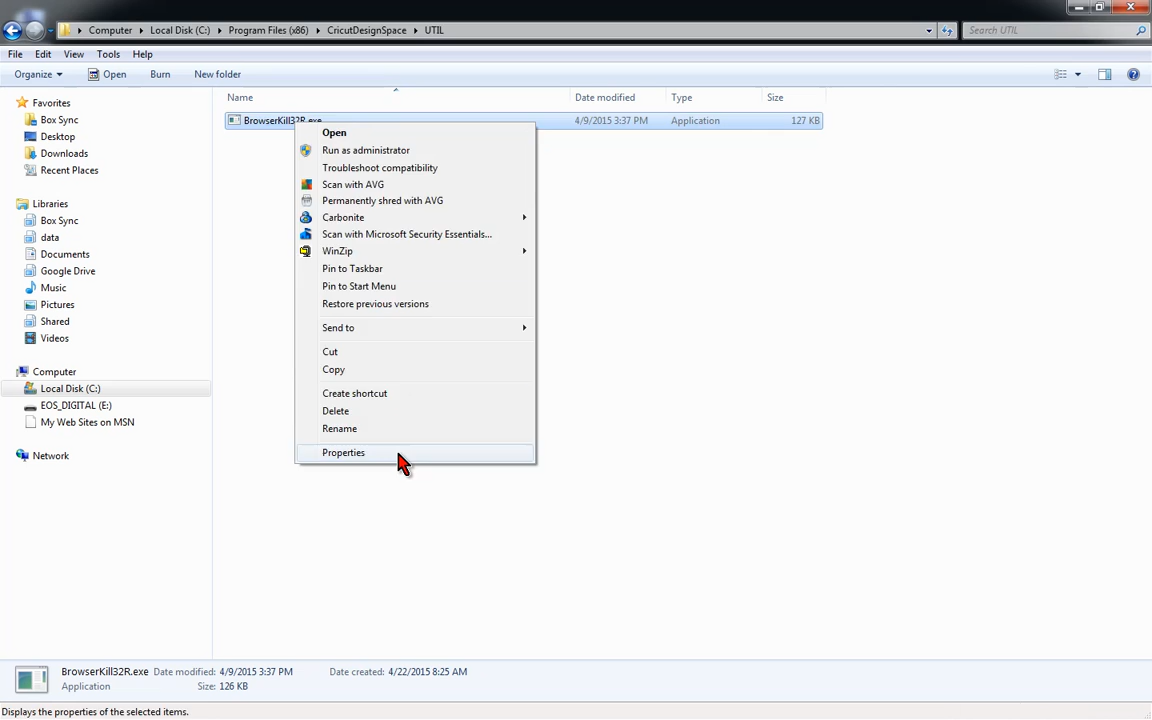 Computer ▸ Local Disk (C:) ▸ Program Files (x86) ▸ CricutDesignSpace ▸ UTIL
Search UTIL
File Edit View Tools Help
Organize Open Burn New folder
Name Date modified Type Size
BrowserKill32R.exe 4/9/2015 3:37 PM Application 127 KB
Favorites
Box Sync
Desktop
Downloads
Recent Places
Libraries
Box Sync
data
Documents
Google Drive
Music
Pictures
Shared
Videos
Computer
Local Disk (C:)
EOS_DIGITAL (E:)
My Web Sites on MSN
Network
Open
Run as administrator
Troubleshoot compatibility
Scan with AVG
Permanently shred with AVG
Carbonite
Scan with Microsoft Security Essentials...
WinZip
Pin to Taskbar
Pin to Start Menu
Restore previous versions
Send to
Cut
Copy
Create shortcut
Delete
Rename
Properties
BrowserKill32R.exe Date modified: 4/9/2015 3:37 PM Date created: 4/22/2015 8:25 AM
Application Size: 126 KB
Displays the properties of the selected items.